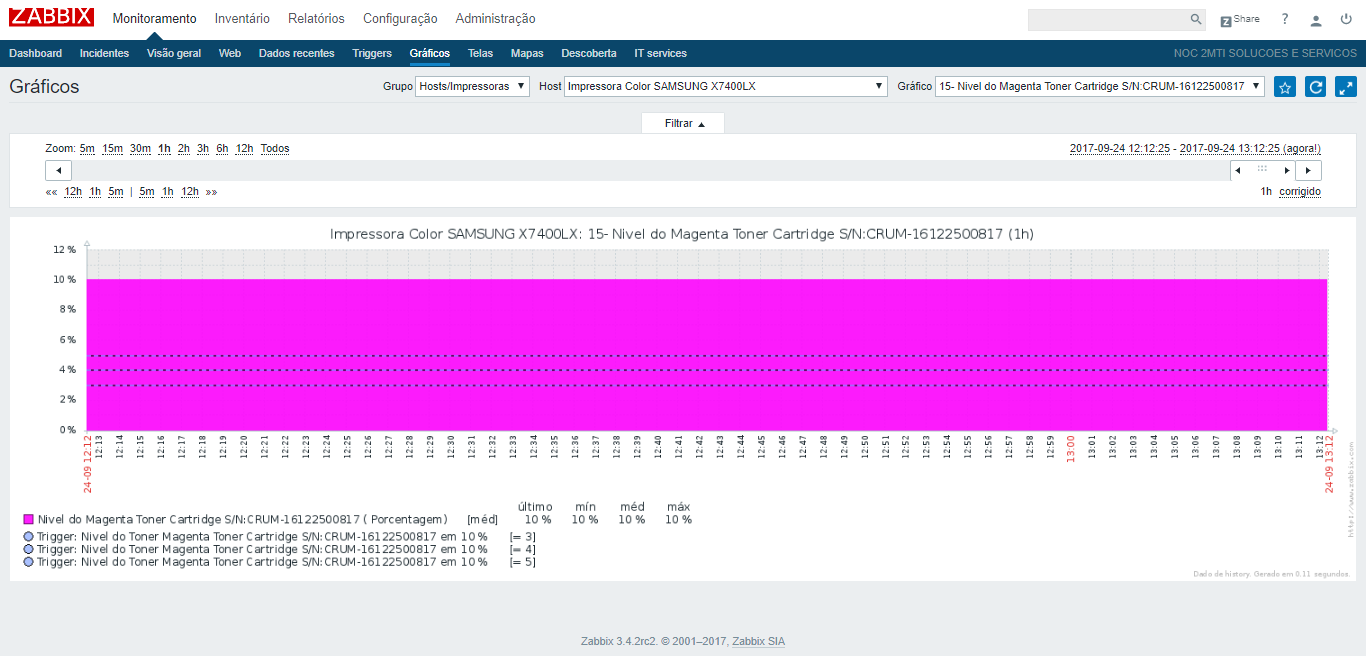 ZABBIX Monitoramento Inventário Relatórios Configuração Administração Z Share ?
Dashboard Incidentes Visão geral Web Dados recentes Triggers Gráficos Telas Mapas Descoberta IT services NOC 2MTI SOLUCOES E SERVICOS
Gráficos Grupo Hosts/Impressoras Host Impressora Color SAMSUNG X7400LX Gráfico 15- Nivel do Magenta Toner Cartridge S/N:CRUM-16122500817
Filtrar
Zoom: 5m 15m 30m 1h 2h 3h 6h 12h Todos 2017-09-24 12:12:25 - 2017-09-24 13:12:25 (agora!)
«« 12h 1h 5m | 5m 1h 12h »» 1h corrigido
Impressora Color SAMSUNG X7400LX: 15- Nivel do Magenta Toner Cartridge S/N:CRUM-16122500817 (1h)
12 %
10 %
8 %
6 %
4 %
2 %
0 %
24-09 12:12 12:13 12:14 12:15 12:16 12:17 12:18 12:19 12:20 12:21 12:22 12:23 12:24 12:25 12:26 12:27 12:28 12:29 12:30 12:31 12:32 12:33 12:34 12:35 12:36 12:37 12:38 12:39 12:40 12:41 12:42 12:43 12:44 12:45 12:46 12:47 12:48 12:49 12:50 12:51 12:52 12:53 12:54 12:55 12:56 12:57 12:58 12:59 13:00 13:01 13:02 13:03 13:04 13:05 13:06 13:07 13:08 13:09 13:10 13:11 13:12 24-09 13:12
http://www.zabbix.com
último mín méd máx
Nivel do Magenta Toner Cartridge S/N:CRUM-16122500817 ( Porcentagem) [méd] 10 % 10 % 10 % 10 %
Trigger: Nivel do Toner Magenta Toner Cartridge S/N:CRUM-16122500817 em 10 % [= 3]
Trigger: Nivel do Toner Magenta Toner Cartridge S/N:CRUM-16122500817 em 10 % [= 4]
Trigger: Nivel do Toner Magenta Toner Cartridge S/N:CRUM-16122500817 em 10 % [= 5]
Dado de history. Gerado em 0.11 segundos.
Zabbix 3.4.2rc2. © 2001–2017, Zabbix SIA